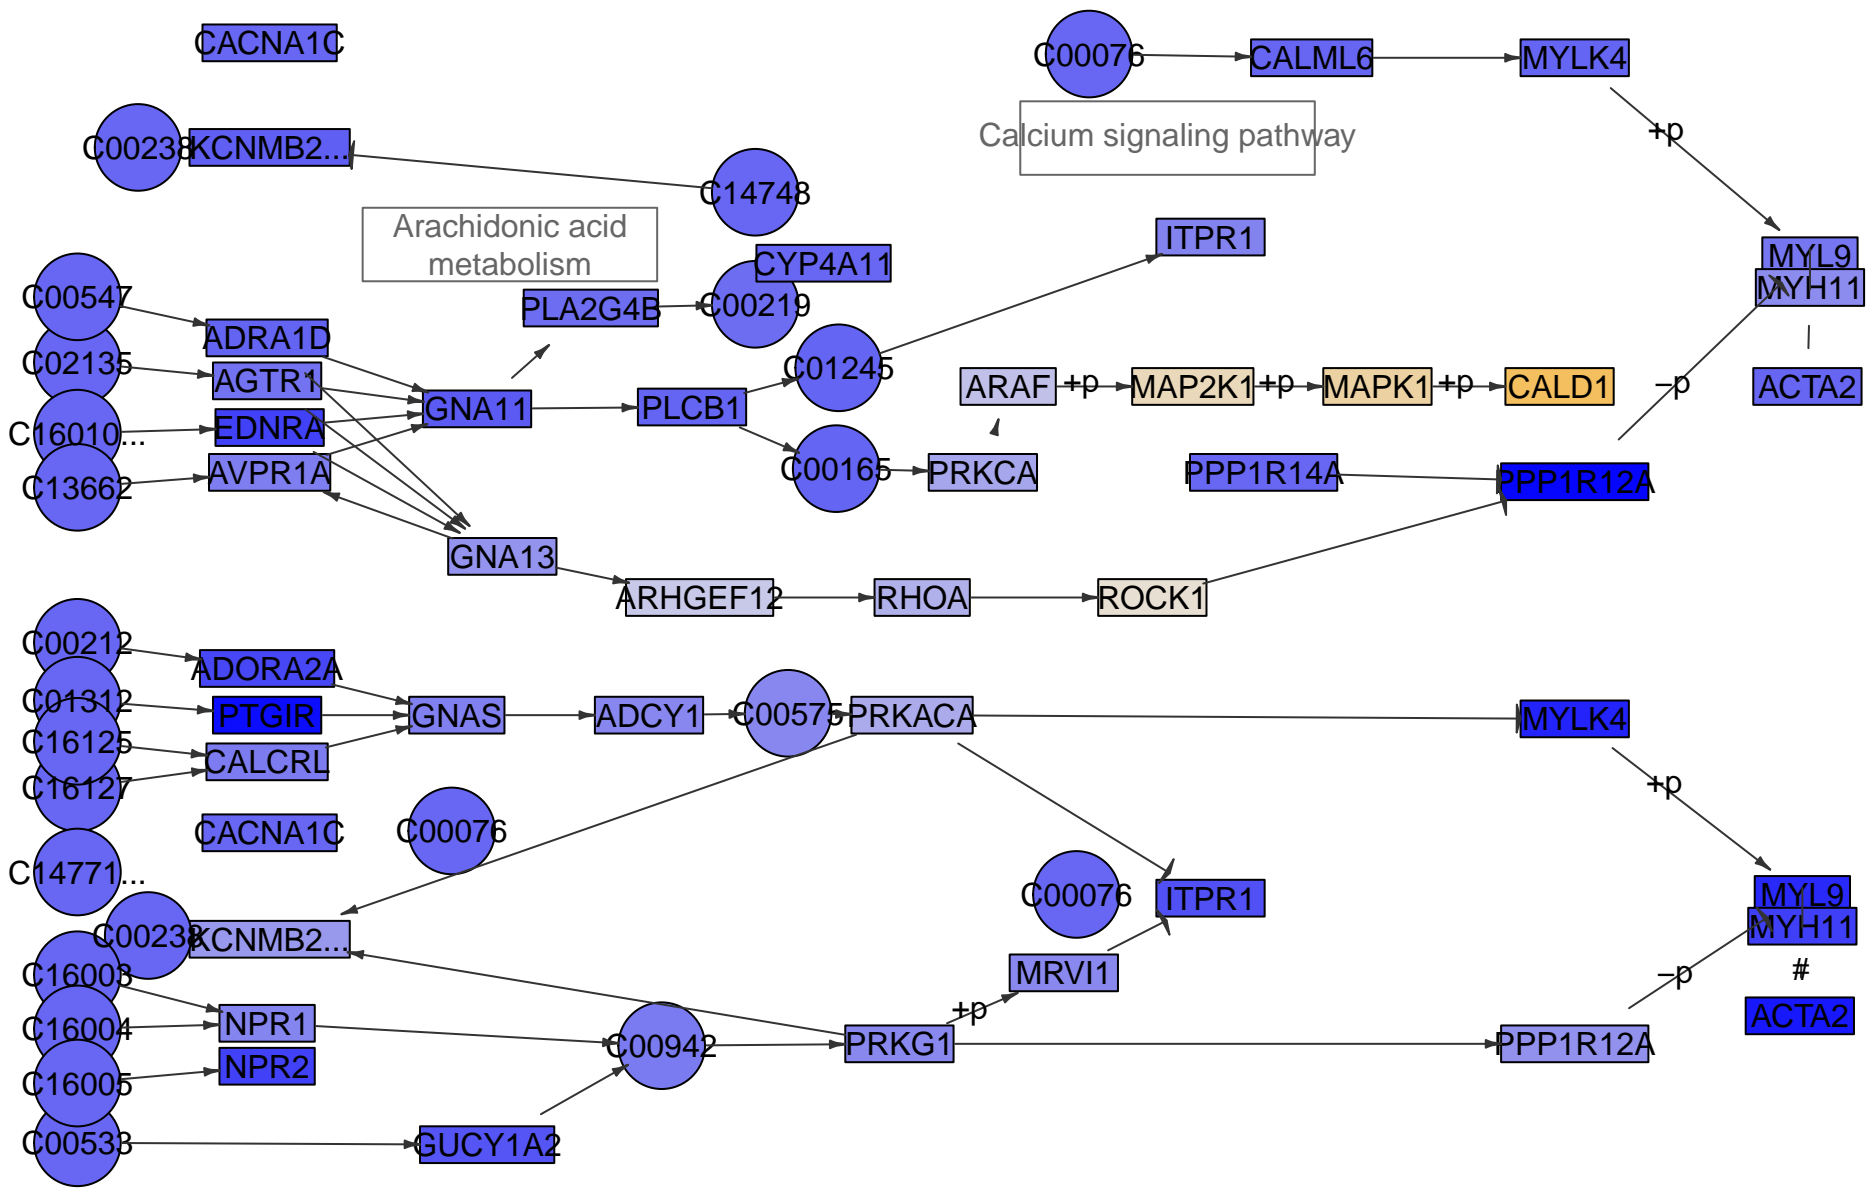 CACNA1C
C00076
CALML6
MYLK4
C00238
KCNMB2...
Calcium signaling pathway
+p
C14748
Arachidonic acid
metabolism
ITPR1
MYL9
MYH11
CYP4A11
C00547
PLA2G4B
C00219
ADRA1D
C02135
AGTR1
C01245
ARAF
+p
MAP2K1
+p
MAPK1
+p
CALD1
–p
ACTA2
GNA11
PLCB1
C16010...
EDNRA
C13662
AVPR1A
C00165
PRKCA
PPP1R14A
PPP1R12A
GNA13
ARHGEF12
RHOA
ROCK1
C00212
ADORA2A
C01312
PTGIR
GNAS
ADCY1
C00575
PRKACA
MYLK4
C16125
CALCRL
C16127
+p
CACNA1C
C00076
C14771...
C00076
ITPR1
MYL9
MYH11
C00238
KCNMB2...
C16003
MRVI1
–p
#
+p
ACTA2
C16004
NPR1
C00942
PRKG1
PPP1R12A
C16005
NPR2
C00533
GUCY1A2